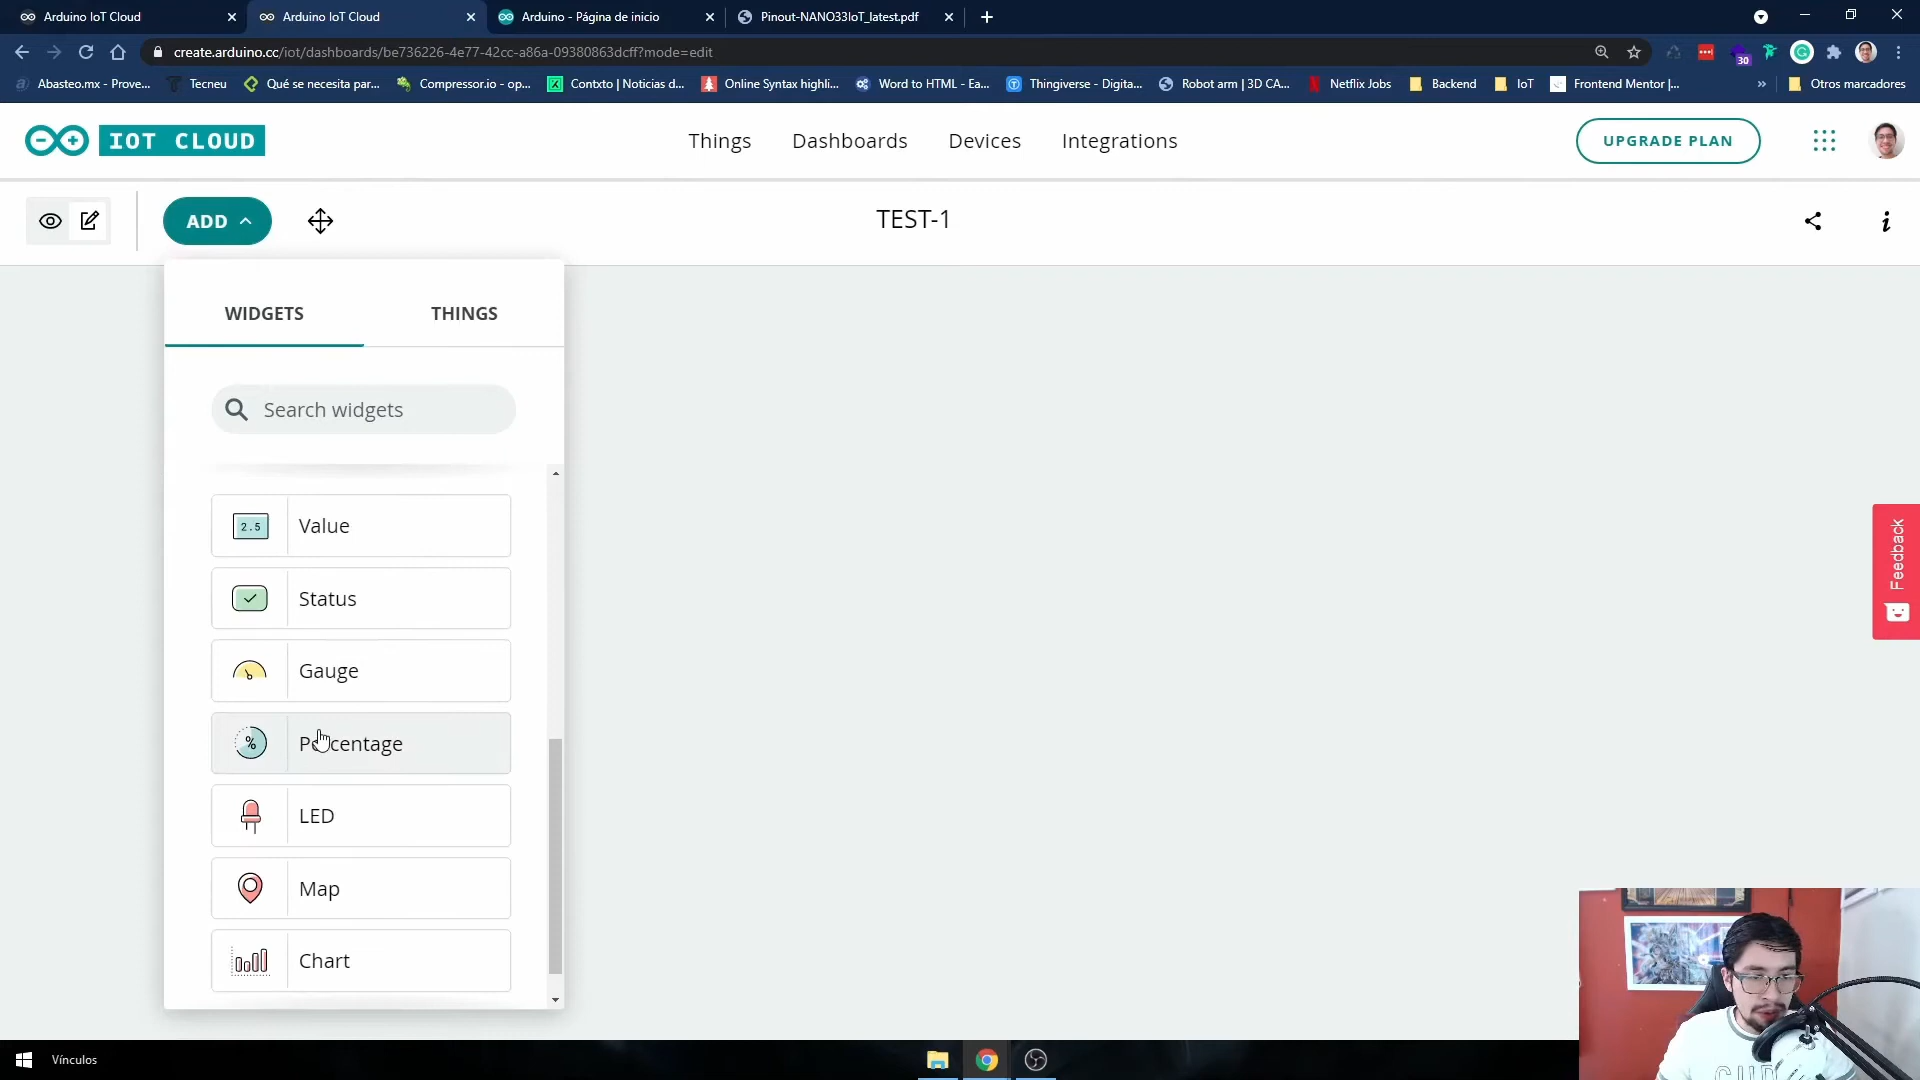 Arduino IoT Cloud
Arduino IoT Cloud
Arduino - Página de inicio
Pinout-NANO33IoT_latest.pdf
create.arduino.cc/iot/dashboards/be736226-4e77-42cc-a86a-09380863dcff?mode=edit
30
Abasteo.mx - Prove...
Tecneu
Qué se necesita par...
Compressor.io - op...
Contxto | Noticias d...
Online Syntax highli...
Word to HTML - Ea...
Thingiverse - Digita...
Robot arm | 3D CA...
Netflix Jobs
Backend
IoT
Frontend Mentor |...
»
Otros marcadores
IOT CLOUD
Things
Dashboards
Devices
Integrations
UPGRADE PLAN
ADD
TEST-1
WIDGETS
THINGS
Search widgets
2.5
Value
Status
Gauge
%
Percentage
LED
Map
Chart
Feedback
Vínculos